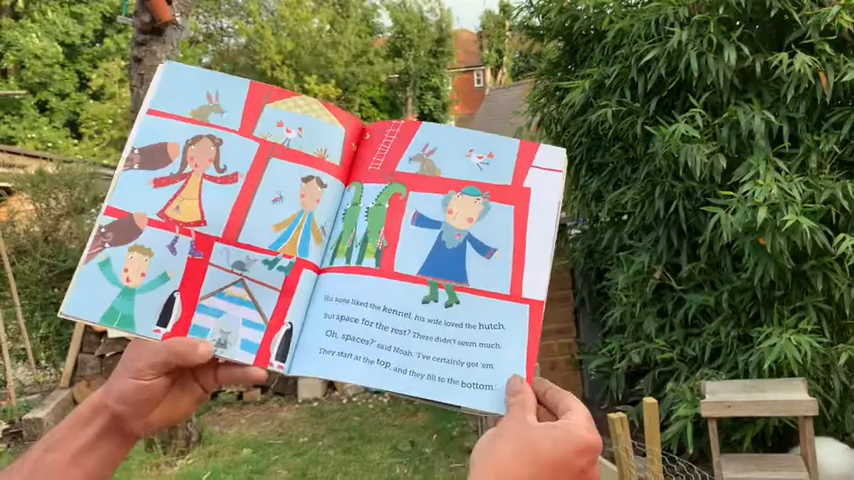 His sons liked the kennel, his wife loved the hutch
But space for the rest? There didn't seem much.
'Oh, spaces?' said Noah. 'I've certainly got 'em.
They start at the top, and they fill to the bottom.